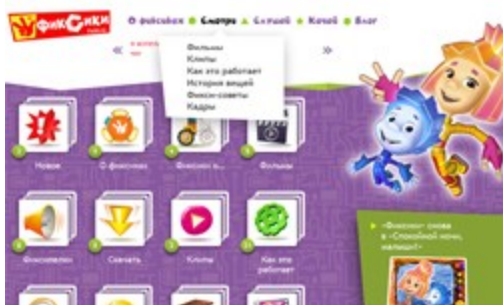 ФиксиКи
О фиксиках Смотри Слушай Качай Блог
Фильмы
Клипы
Как это работает
История вещей
Фикси-советы
Кадры
Новое
О фиксиках
Фиксики в...
Фильмы
Скачать
Клипы
Как это
работает
«Фиксики» снова
в «Спокойной ночи,
малыши!»